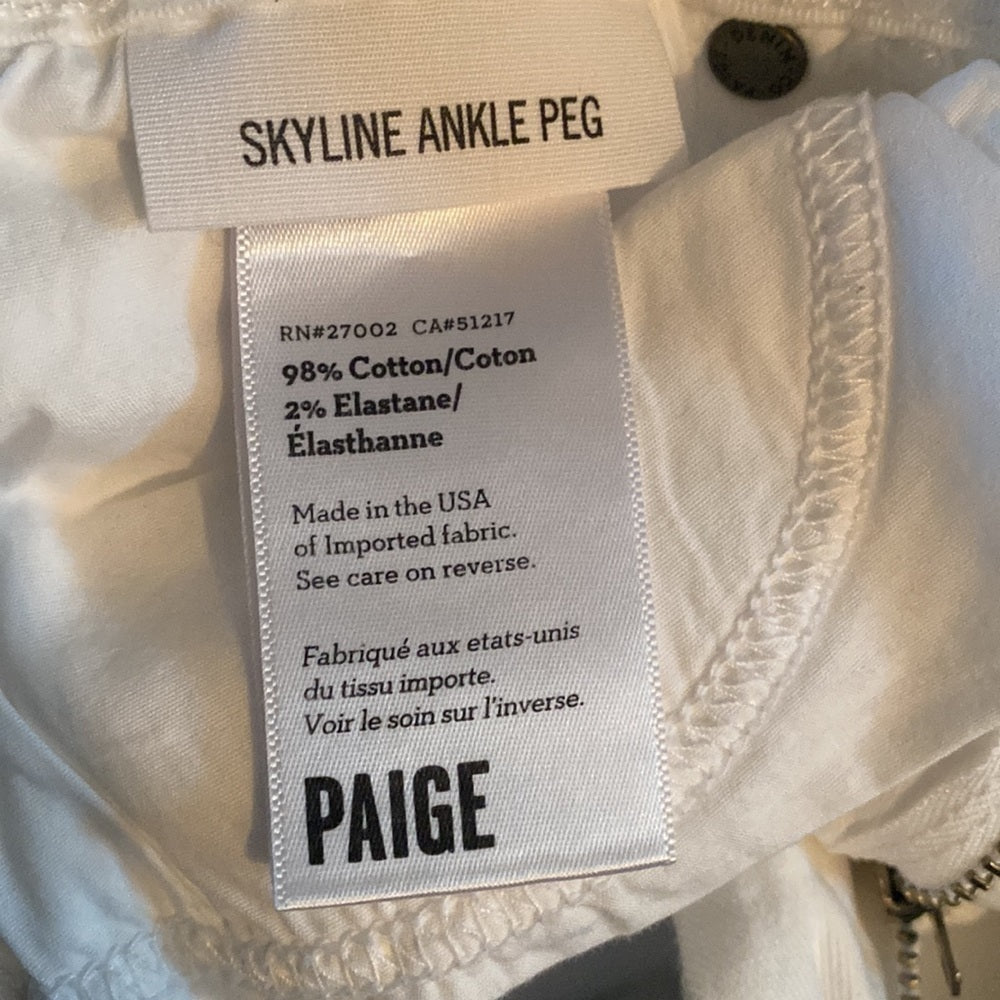 SKYLINE ANKLE PEG
DENIM
RN#27002 CA#51217
98% Cotton/Coton
2% Elastane/
Élasthanne
Made in the USA
of Imported fabric.
See care on reverse.
Fabriqué aux etats-unis
du tissu importe.
Voir le soin sur l'inverse.
PAIGE